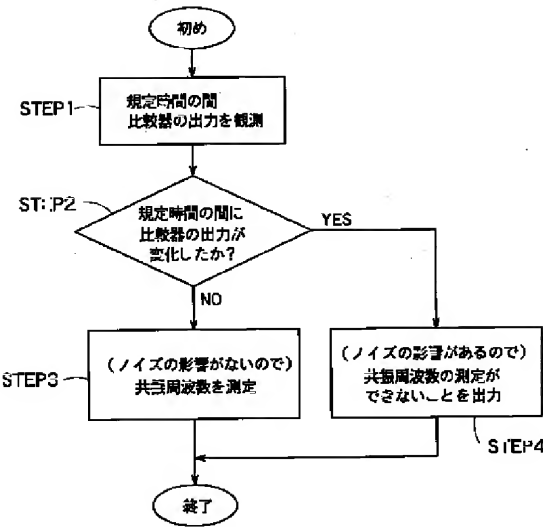 初め
STEP1
規定時間の間
比較器の出力を観測
STEP2
規定時間の間に
比較器の出力が
変化したか?
YES
NO
STEP3
(ノイズの影響がないので)
共振周波数を測定
(ノイズの影響があるので)
共振周波数の測定が
できないことを出力
STEP4
終了